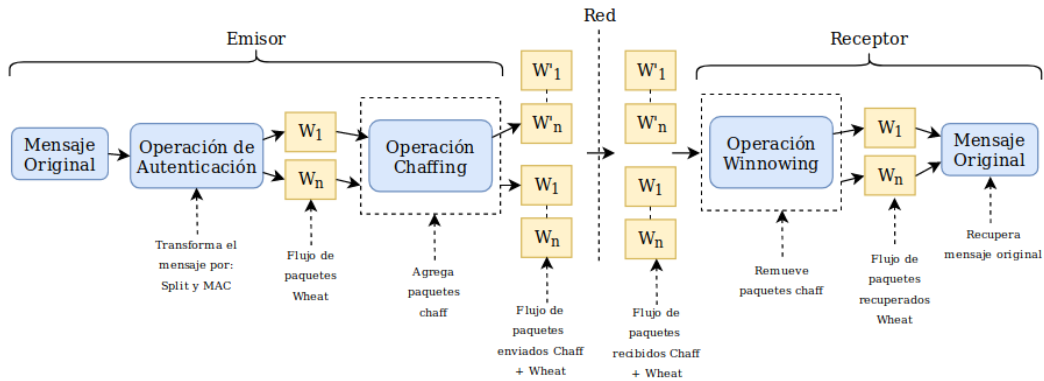 Red
Emisor
Receptor
Mensaje
Original
Operación de
Autenticación
W1
Wn
Operación
Chaffing
W'1
W'n
W1
Wn
W'1
W'n
W1
Wn
Operación
Winnowing
W1
Wn
Mensaje
Original
Transforma el
mensaje por:
Split y MAC
Flujo de
paquetes
Wheat
Agrega
paquetes
chaff
Flujo de
paquetes
enviados Chaff
+ Wheat
Flujo de
paquetes
recibidos Chaff
+ Wheat
Remueve
paquetes chaff
Flujo de
paquetes
recuperados
Wheat
Recupera
mensaje original